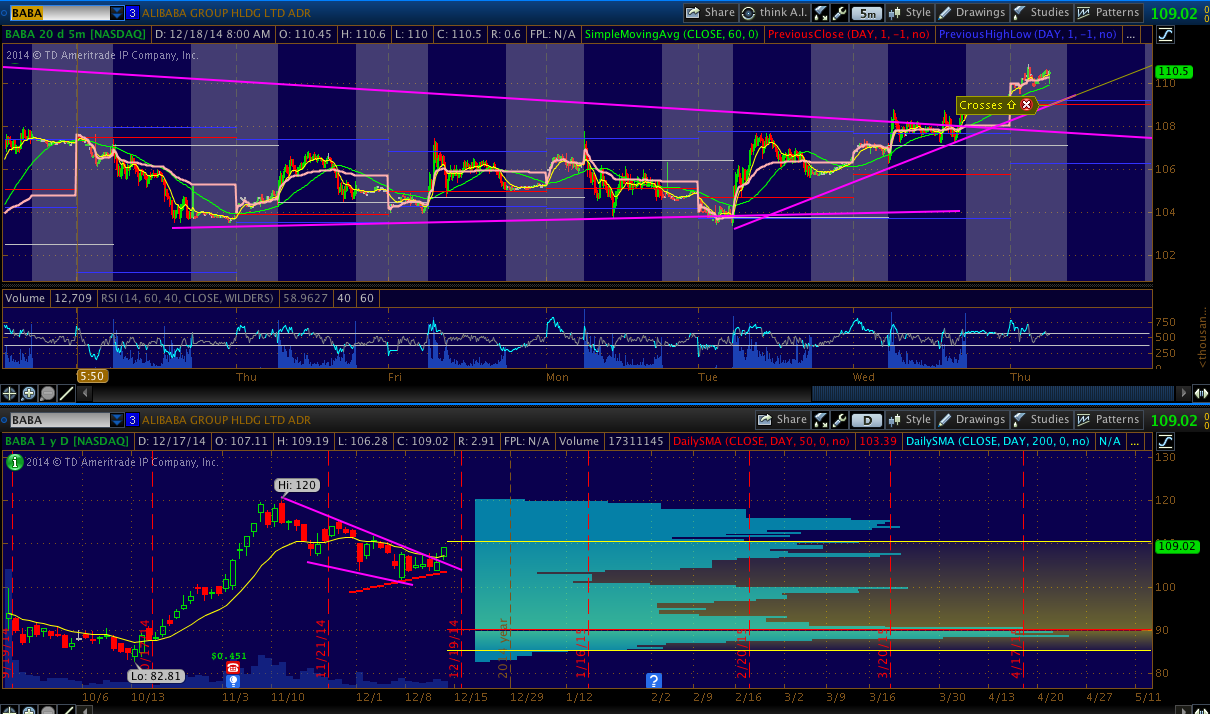 BABA 3 ALIBABA GROUP HLDG LTD ADR Share think A.I. 5m Style Drawings Studies Patterns 109.02
BABA 20 d 5m [NASDAQ] D: 12/18/14 8:00 AM O: 110.45 H: 110.6 L: 110 C: 110.5 R: 0.6 FPL: N/A SimpleMovingAvg (CLOSE, 60, 0) PreviousClose (DAY, 1, -1, no) PreviousHighLow (DAY, 1, -1, no) ...
2014 © TD Ameritrade IP Company, Inc.
110.5
110
Crosses
108
106
104
102
Volume 12,709 RSI (14, 60, 40, CLOSE, WILDERS) 58.9627 40 60
750
500
250
<thousan...
5:50 Thu Fri Mon Tue Wed Thu
BABA 3 ALIBABA GROUP HLDG LTD ADR Share D Style Drawings Studies Patterns 109.02
BABA 1 y D [NASDAQ] D: 12/17/14 O: 107.11 H: 109.19 L: 106.28 C: 109.02 R: 2.91 FPL: N/A Volume 17311145 DailySMA (CLOSE, DAY, 50, 0, no) 103.39 DailySMA (CLOSE, DAY, 200, 0, no) N/A ...
i 2014 © TD Ameritrade IP Company, Inc.
130
Hi: 120
120
109.02
100
90
80
11/21/14
12/19/14
1/16/15
2/20/15
3/20/15
4/17/15
$0.451
Lo: 82.81
?
10/6 10/13 11/3 11/10 12/1 12/8 12/15 12/29 1/12 2/2 2/9 2/16 3/2 3/9 3/16 4/6 4/13 4/20 4/27 5/11